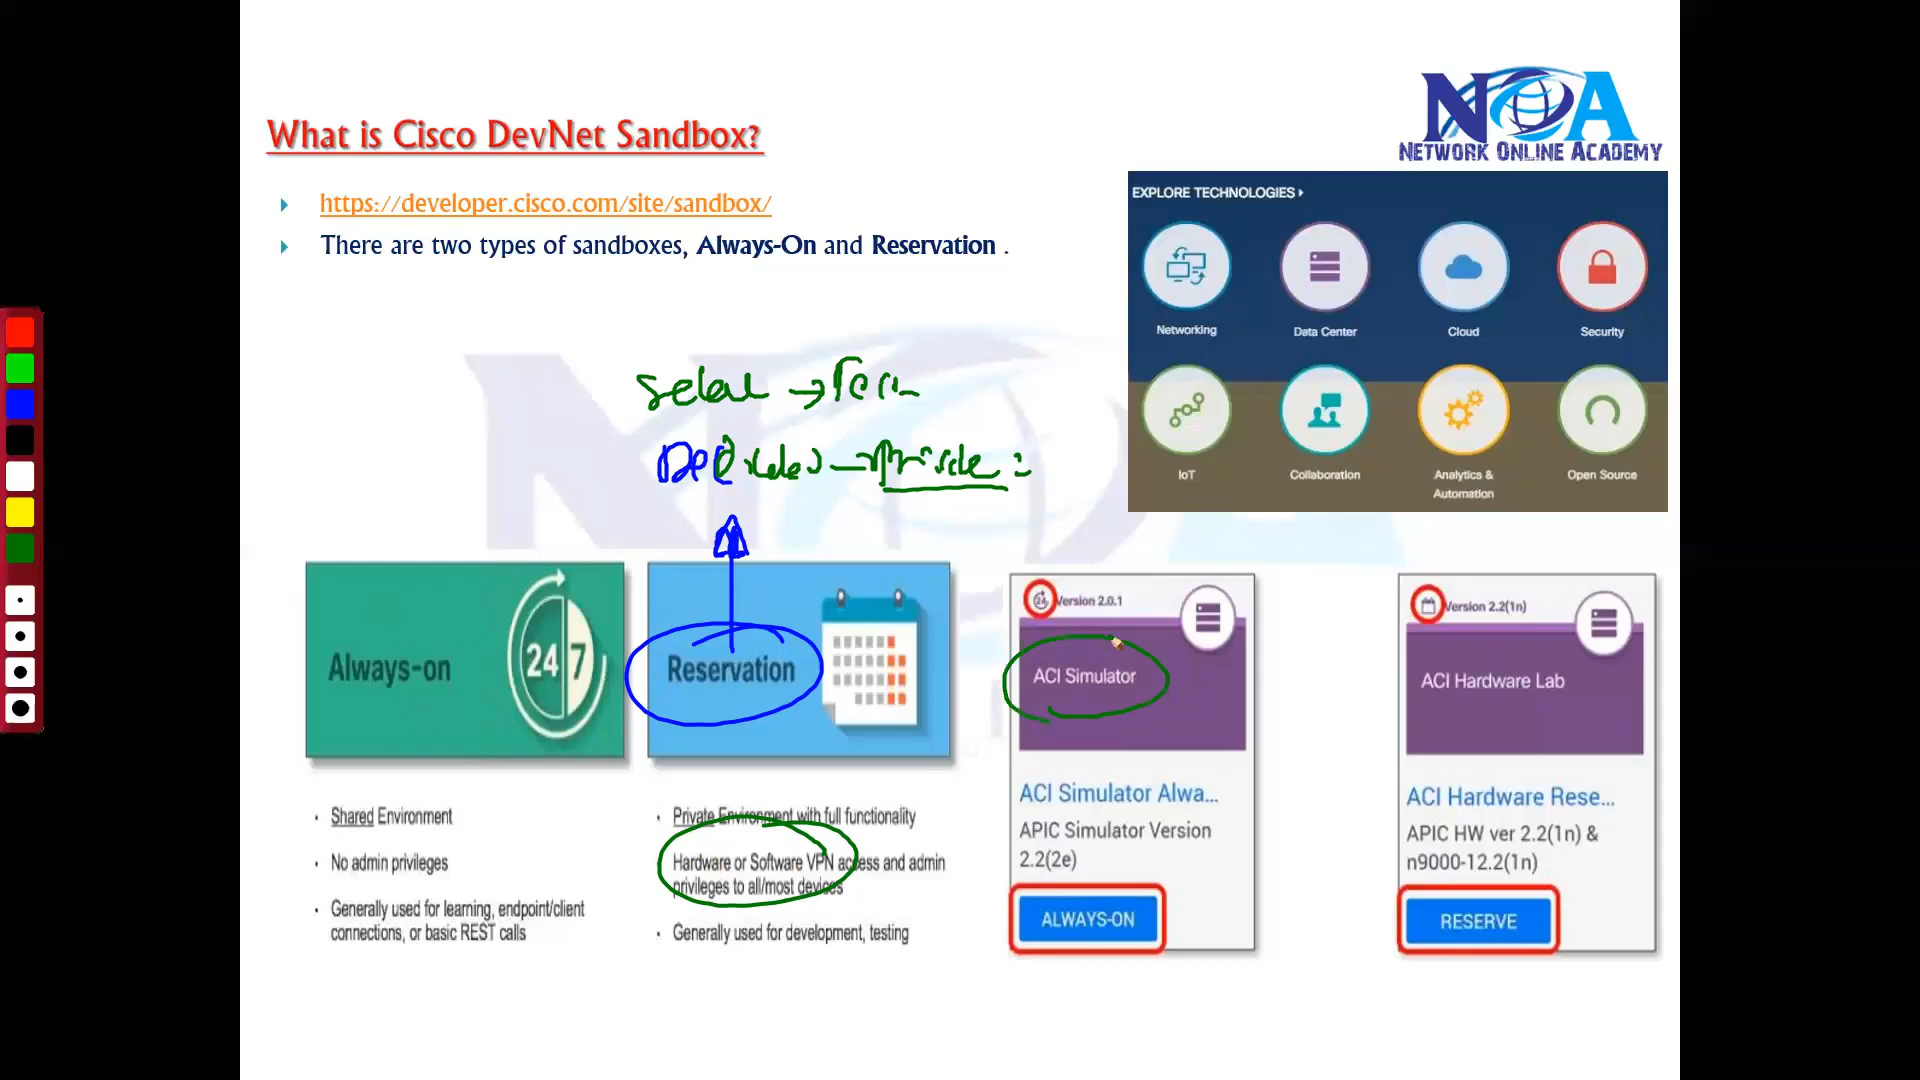 What is Cisco DevNet Sandbox?
NOA
NETWORK ONLINE ACADEMY
https://developer.cisco.com/site/sandbox/
There are two types of sandboxes, Always-On and Reservation .
EXPLORE TECHNOLOGIES
Networking
Data Center
Cloud
Security
IoT
Collaboration
Analytics &
Automation
Open Source
Always-on
24 7
Reservation
Version 2.0.1
ACI Simulator
Version 2.2(1n)
ACI Hardware Lab
Shared Environment
No admin privileges
Generally used for learning, endpoint/client
connections, or basic REST calls
Private Environment with full functionality
Hardware or Software VPN access and admin
privileges to all/most devices
Generally used for development, testing
ACI Simulator Alwa...
APIC Simulator Version
2.2(2e)
ALWAYS-ON
ACI Hardware Rese...
APIC HW ver 2.2(1n) &
n9000-12.2(1n)
RESERVE